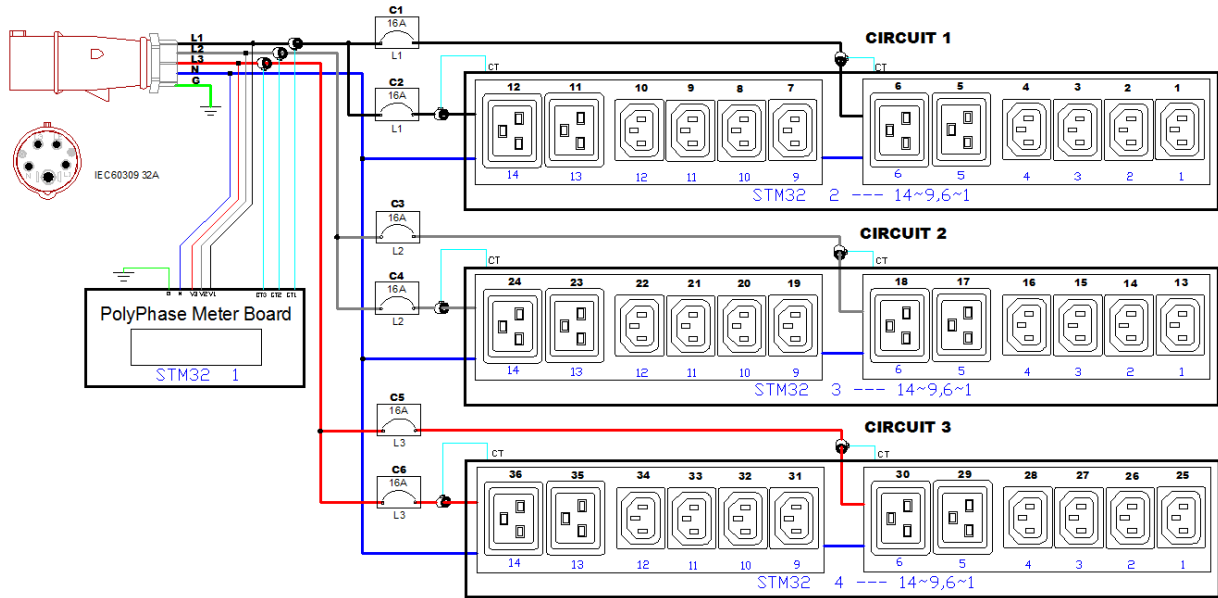 L1
L2
L3
N
G
IEC60309 32A
G N V3 V2 V1 CT3 CT2 CT1
PolyPhase Meter Board
STM32 1
C1
16A
L1
C2
16A
L1
CIRCUIT 1
CT
CT
12 11 10 9 8 7 6 5 4 3 2 1
14 13 12 11 10 9 6 5 4 3 2 1
STM32 2 --- 14~9,6~1
C3
16A
L2
C4
16A
L2
CIRCUIT 2
CT
CT
24 23 22 21 20 19 18 17 16 15 14 13
14 13 12 11 10 9 6 5 4 3 2 1
STM32 3 --- 14~9,6~1
C5
16A
L3
C6
16A
L3
CIRCUIT 3
CT
CT
36 35 34 33 32 31 30 29 28 27 26 25
14 13 12 11 10 9 6 5 4 3 2 1
STM32 4 --- 14~9,6~1